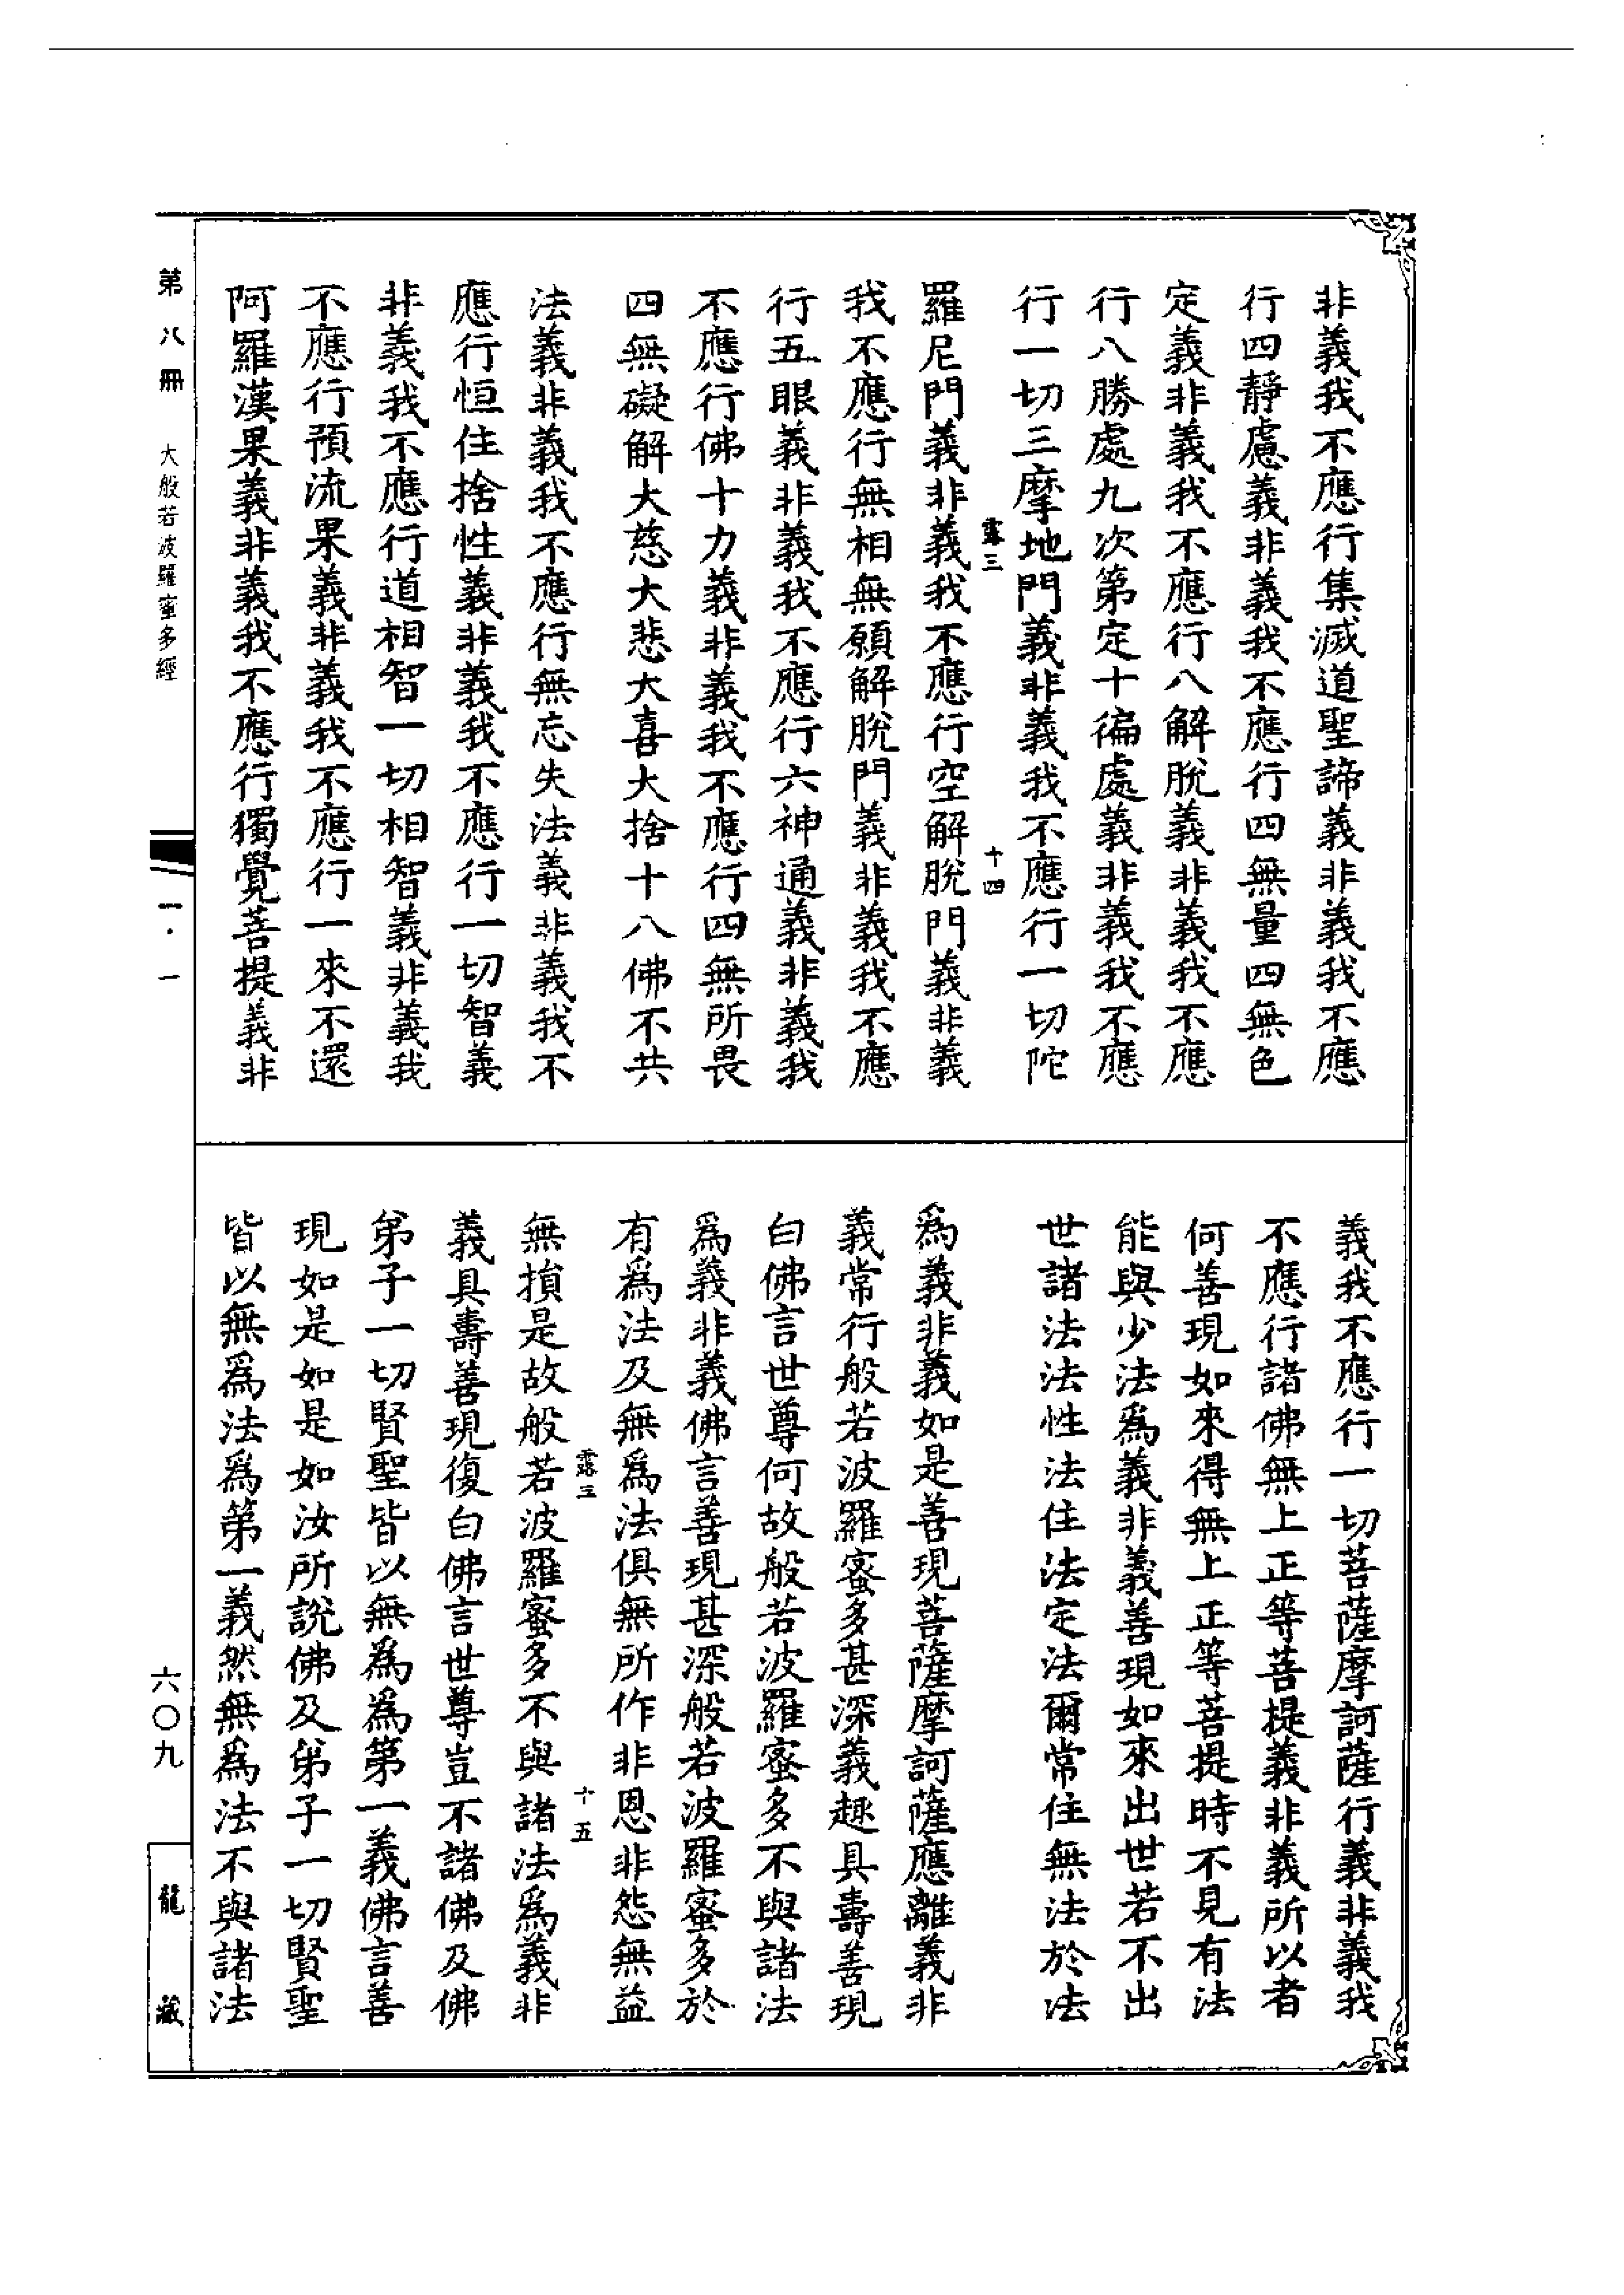 非義我不應行集滅道聖諦義非義我不應
行四靜慮義非義我不應行四無量四無色
定義非義我不應行八解脫義非義我不應
行八勝處九次第定十徧處義非義我不應
行一切三摩地門義非義我不應行一切陀
露三 十四
羅尼門義非義我不應行空解脫門義非義
我不應行無相無願解脫門義非義我不應
行五眼義非義我不應行六神通義非義我
不應行佛十力義非義我不應行四無所畏
四無礙解大慈大悲大喜大捨十八佛不共
法義非義我不應行無忘失法義非義我不
應行恒住捨性義非義我不應行一切智義
非義我不應行道相智一切相智義非義我
不應行預流果義非義我不應行一來不還
阿羅漢果義非義我不應行獨覺菩提義非
義我不應行一切菩薩摩訶薩行義非義我
不應行諸佛無上正等菩提義非義所以者
何善現如來得無上正等菩提時不見有法
能與少法爲義非義善現如來出世若不出
世諸法法性法住法定法爾常住無法於法
爲義非義如是善現菩薩摩訶薩應離義非
義常行般若波羅蜜多甚深義趣具壽善現
白佛言世尊何故般若波羅蜜多不與諸法
爲義非義佛言善現甚深般若波羅蜜多於
有爲法及無爲法俱無所作非恩非怨無益
露三 十五
無損是故般若波羅蜜多不與諸法爲義非
義具壽善現復白佛言世尊豈不諸佛及佛
弟子一切賢聖皆以無爲爲第一義佛言善
現如是如是如汝所說佛及弟子一切賢聖
皆以無爲法爲第一義然無爲法不與諸法
第八冊 大般若波羅蜜多經 一·一 六〇九 龍藏